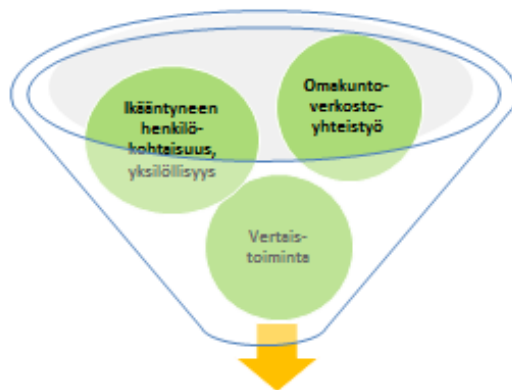 Ikääntyneen
henkilö-
kohtaisuus,
yksilöllisyys
Omakunto-
verkosto-
yhteistyö
Vertais-
toiminta